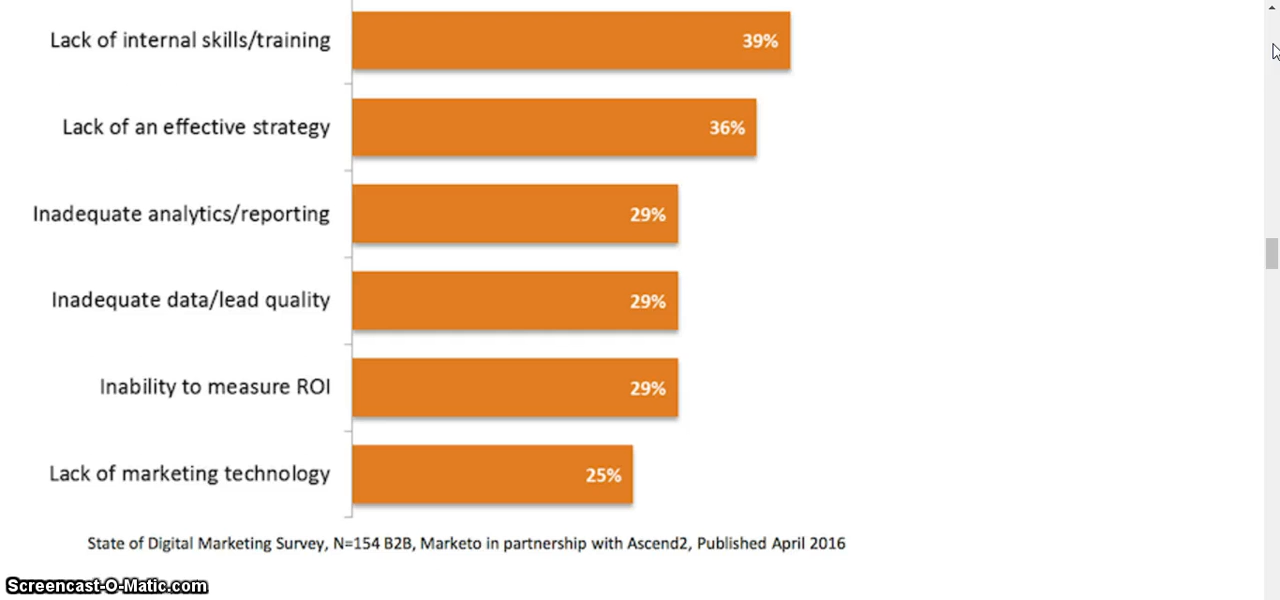 Lack of internal skills/training
39%
Lack of an effective strategy
36%
Inadequate analytics/reporting
29%
Inadequate data/lead quality
29%
Inability to measure ROI
29%
Lack of marketing technology
25%
State of Digital Marketing Survey, N=154 B2B, Marketo in partnership with Ascend2, Published April 2016
Screencast-O-Matic.com